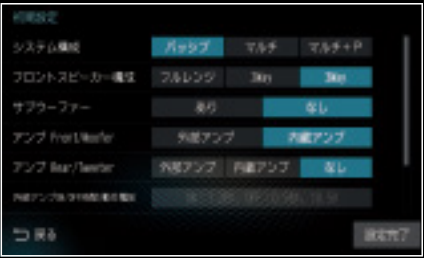 初期設定
システム構成 パッシブ マルチ マルチ+P
フロントスピーカー構成 フルレンジ 2Way 3Way
サブウーファー あり なし
アンプ Front/Woofer 外部アンプ 内蔵アンプ
アンプ Rear/Tweeter 外部アンプ 内蔵アンプ なし
戻る 設定完了